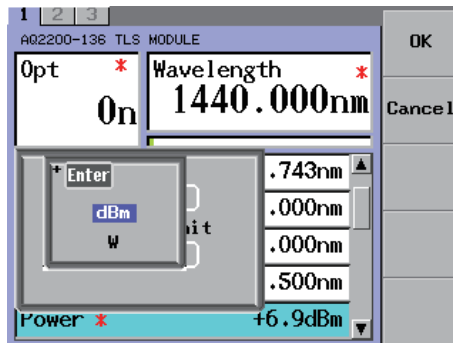 1 2 3
AQ2200-136 TLS MODULE
OK
Opt *
Wavelength *
On
1440.000nm
Cancel
+ Enter
.743nm
dBm
.000nm
W
.000nm
.500nm
Power * +6.9dBm